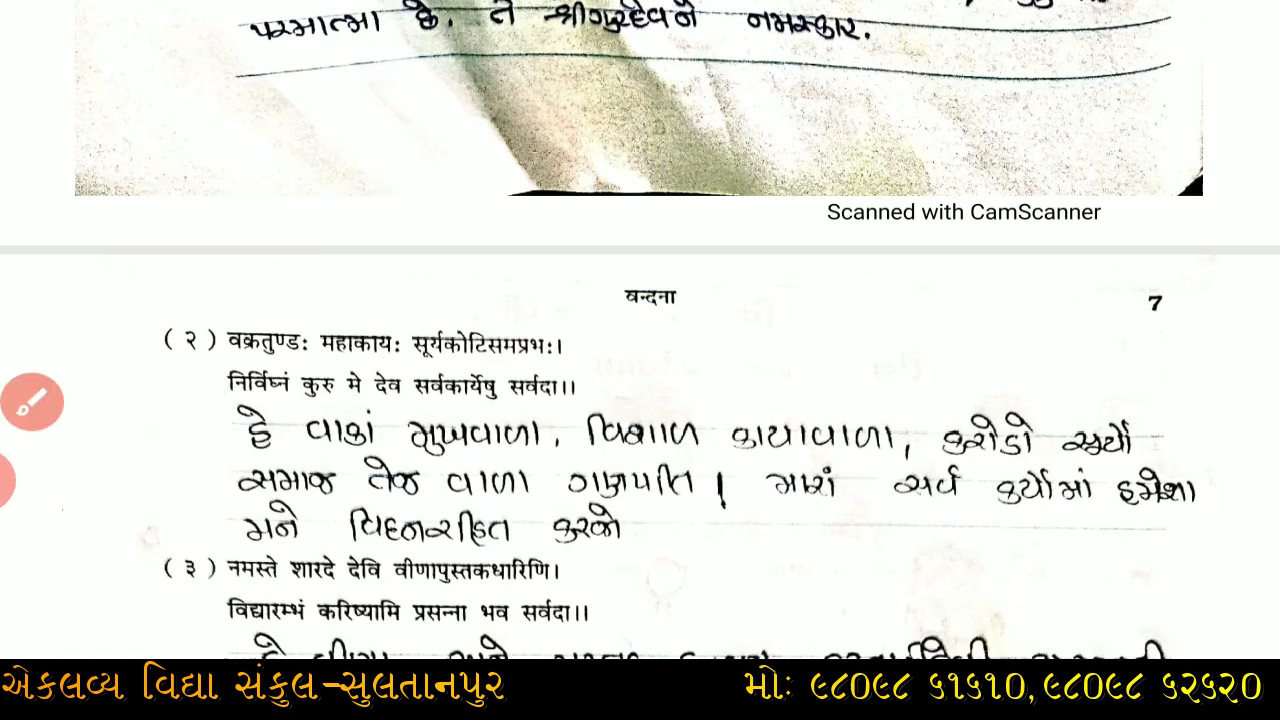 પરમાત્મા છે. તે શ્રીગુરુદેવને નમસ્કાર.
Scanned with CamScanner
वन्दना
7
( २ ) वक्रतुण्डः महाकायः सूर्यकोटिसमप्रभः।
निर्विघ्नं कुरु मे देव सर्वकार्येषु सर्वदा।।
હે વાકાં મુખવાળા, વિશાળ કાયાવાળા, કરોડો સૂર્યો
સમાજ તેજ વાળા ગણપતિ ! મારાં સર્વ કર્યોમાં હમેશા
મને વિઘ્નરહિત કરજો
( ३ ) नमस्ते शारदे देवि वीणापुस्तकधारिणि।
विद्यारम्भं करिष्यामि प्रसन्ना भव सर्वदा।।
એકલવ્ય વિદ્યા સંકુલ-સુલતાનપુર
મોઃ ૯૮૦૯૮ ૬૧૬૧૦, ૯૮૦૯૮ ૬૨૬૨૦